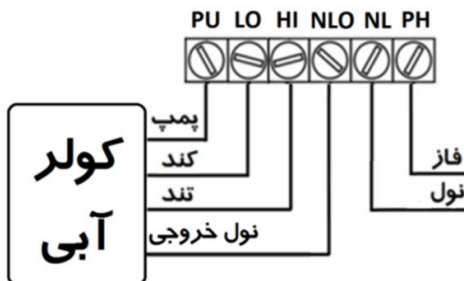 PU LO HI NLO NL PH
پمپ
کولر
کند
فاز
تند
نول
آبی
نول خروجی